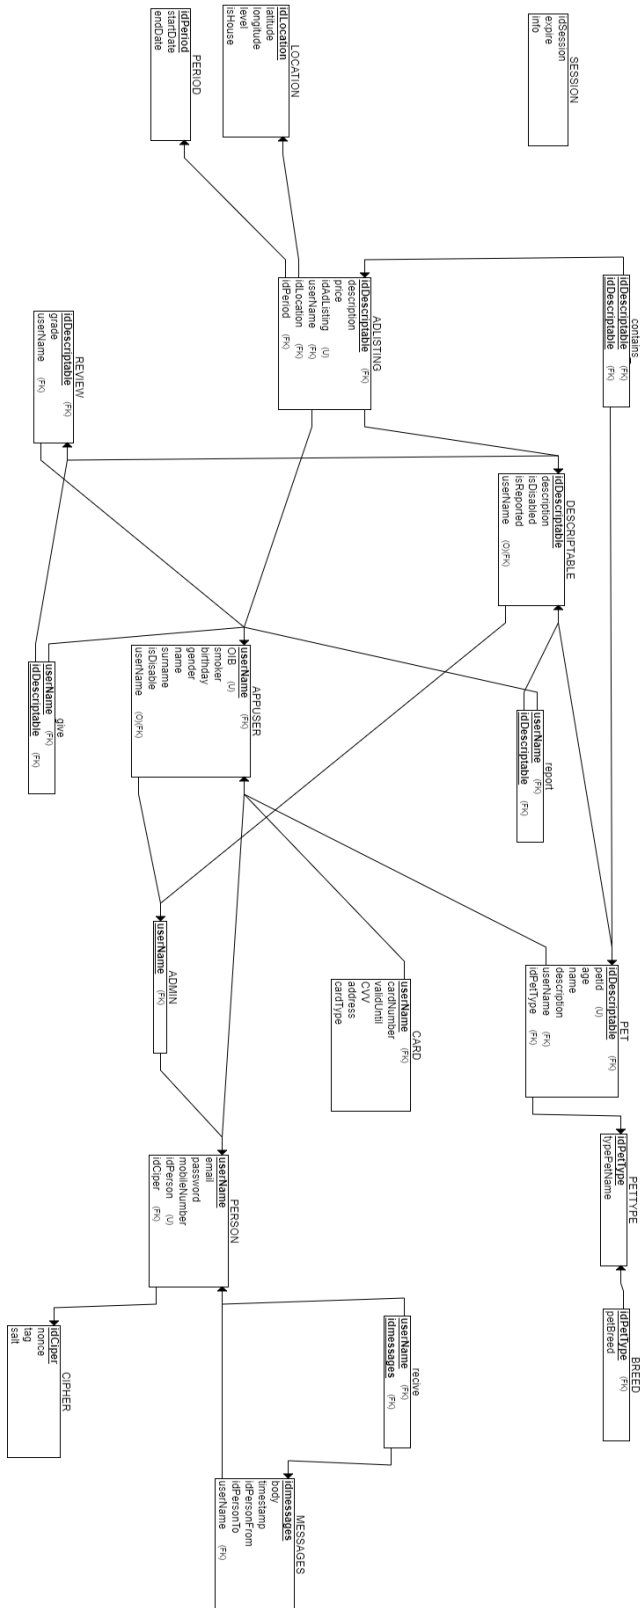 SESSION
idSession
expire
info
LOCATION
idLocation
latitude
longitude
level
isHouse
PERIOD
idPeriod
startDate
endDate
contains
idDescriptable (FK)
idDescriptable (FK)
ADLISTING
idDescriptable (FK)
description
price
idAdListing (U)
userName (FK)
idLocation (FK)
idPeriod (FK)
REVIEW
idDescriptable (FK)
grade
userName (FK)
DESCRIPTABLE
idDescriptable
description
isDisabled
isReported
userName (O)(FK)
APPUSER
userName (FK)
OIB (U)
smoker
birthday
gender
name
surname
isDisable
userName (O)(FK)
give
userName (FK)
idDescriptable (FK)
report
userName (FK)
idDescriptable (FK)
ADMIN
userName (FK)
CARD
userName (FK)
cardNumber
validUntil
CVV
address
cardType
PET
idDescriptable (FK)
petId (U)
age
name
description
userName (FK)
idPetType (FK)
PETTYPE
idPetType
typePetName
BREED
idPetType (FK)
petBreed
PERSON
userName
email
password
mobileNumber
idPerson (U)
idCiper (FK)
CIPHER
idCiper
nonce
tag
salt
recive
userName (FK)
idmessages (FK)
MESSAGES
idmessages
body
timestamp
idPersonFrom
idPersonTo
userName (FK)